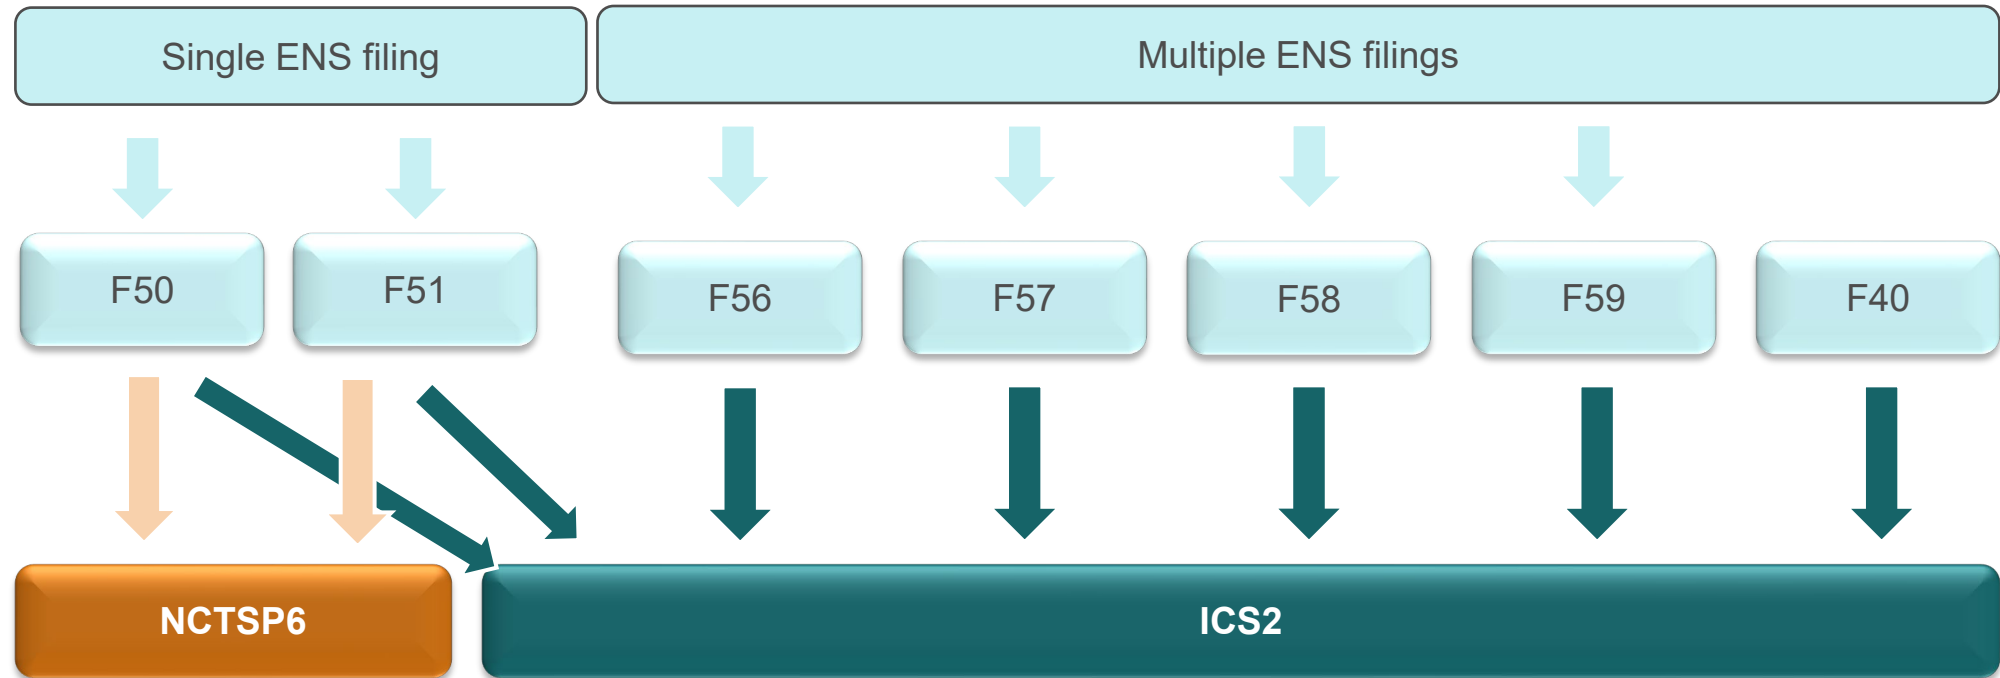 Single ENS filing
Multiple ENS filings
F50
F51
F56
F57
F58
F59
F40
NCTSP6
ICS2